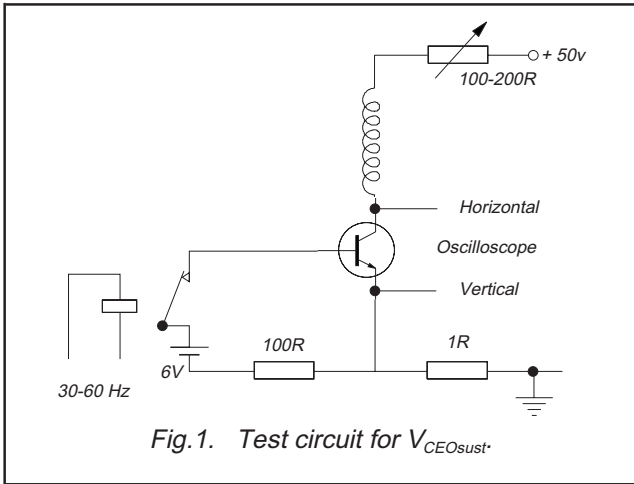 + 50v
100-200R
Horizontal
Oscilloscope
Vertical
100R
1R
6V
30-60 Hz
Fig.1. Test circuit for VCEOsust.